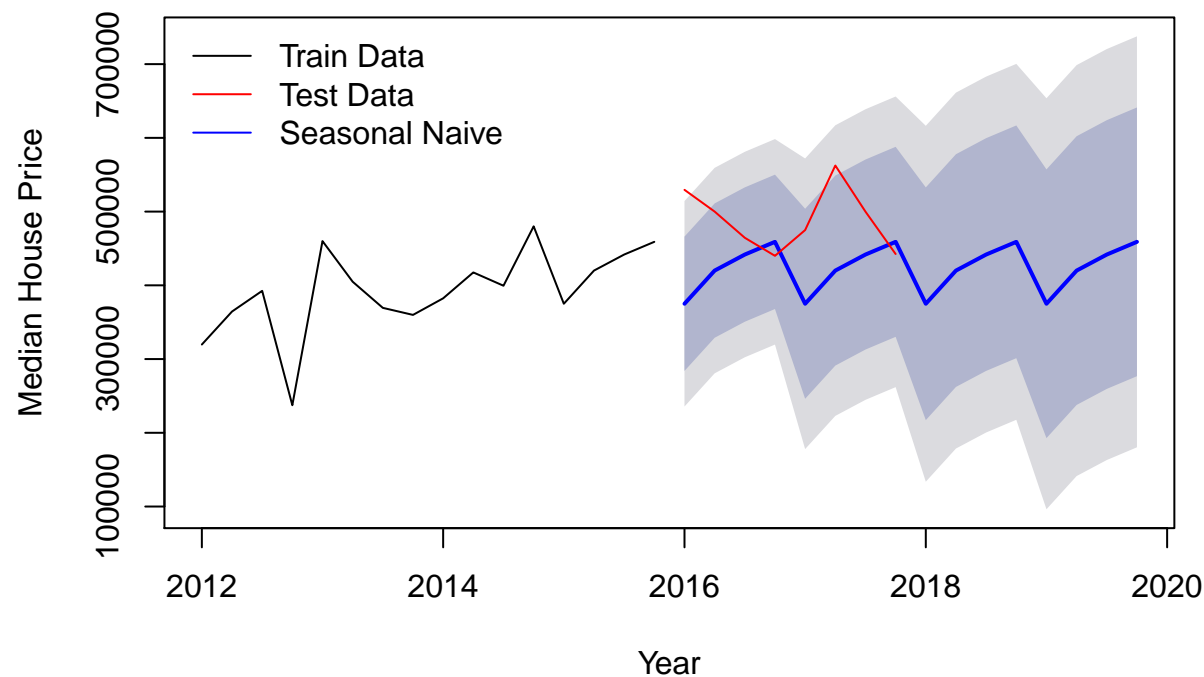 Train Data
Test Data
Seasonal Naive
Median House Price
700000
500000
300000
100000
2012 2014 2016 2018 2020
Year